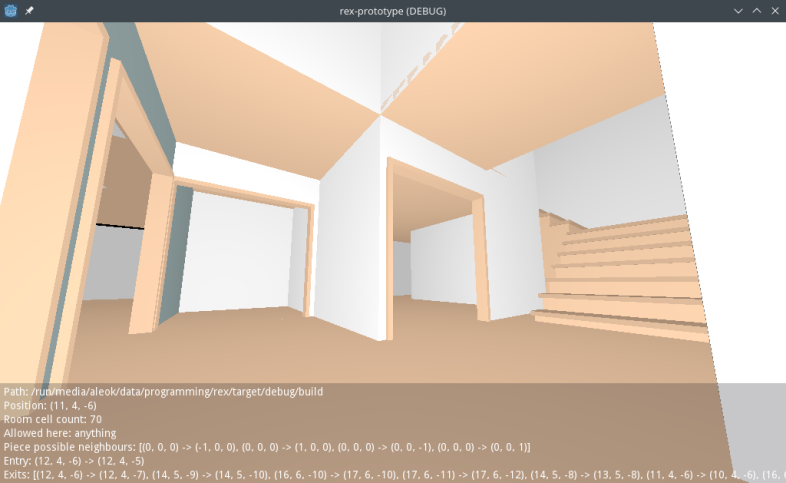 rex-prototype (DEBUG)
Path: /run/media/aleok/data/programming/rex/target/debug/build
Position: (11, 4, -6)
Room cell count: 70
Allowed here: anything
Piece possible neighbours: [(0, 0, 0) -> (-1, 0, 0), (0, 0, 0) -> (1, 0, 0), (0, 0, 0) -> (0, 0, -1), (0, 0, 0) -> (0, 0, 1)]
Entry: (12, 4, -6) -> (12, 4, -5)
Exits: [(12, 4, -6) -> (12, 4, -7), (14, 5, -9) -> (14, 5, -10), (16, 6, -10) -> (17, 6, -10), (17, 6, -11) -> (17, 6, -12), (14, 5, -8) -> (13, 5, -8), (11, 4, -6) -> (10, 4, -6), (16, 6